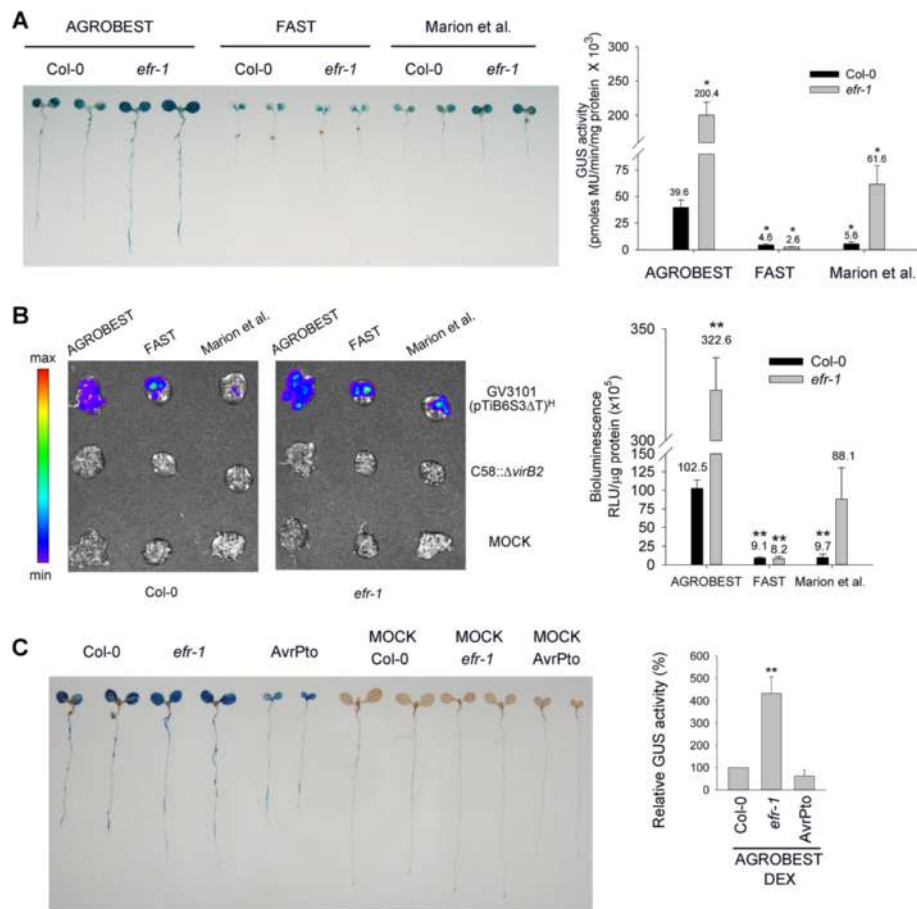 A
AGROBEST FAST Marion et al.
Col-0 efr-1 Col-0 efr-1 Col-0 efr-1
GUS activity
(pmoles MU/min/mg protein X 10³)
300
200
50
25
0
Col-0
efr-1
* 200.4
39.6
* 4.6
* 2.6
* 5.6
* 61.6
AGROBEST FAST Marion et al.
B
AGROBEST FAST Marion et al.
AGROBEST FAST Marion et al.
max
min
GV3101
(pTiB6S3ΔT)ᴴ
C58::ΔvirB2
MOCK
Col-0 efr-1
Bioluminescence
RLU/µg protein (x10⁵)
350
300
150
125
100
75
50
25
0
Col-0
efr-1
** 322.6
102.5
** 9.1
** 8.2
** 9.7
88.1
AGROBEST FAST Marion et al.
C
Col-0 efr-1 AvrPto
MOCK MOCK MOCK
Col-0 efr-1 AvrPto
Relative GUS activity (%)
600
500
400
300
200
100
0
**
Col-0
efr-1
AvrPto
AGROBEST
DEX